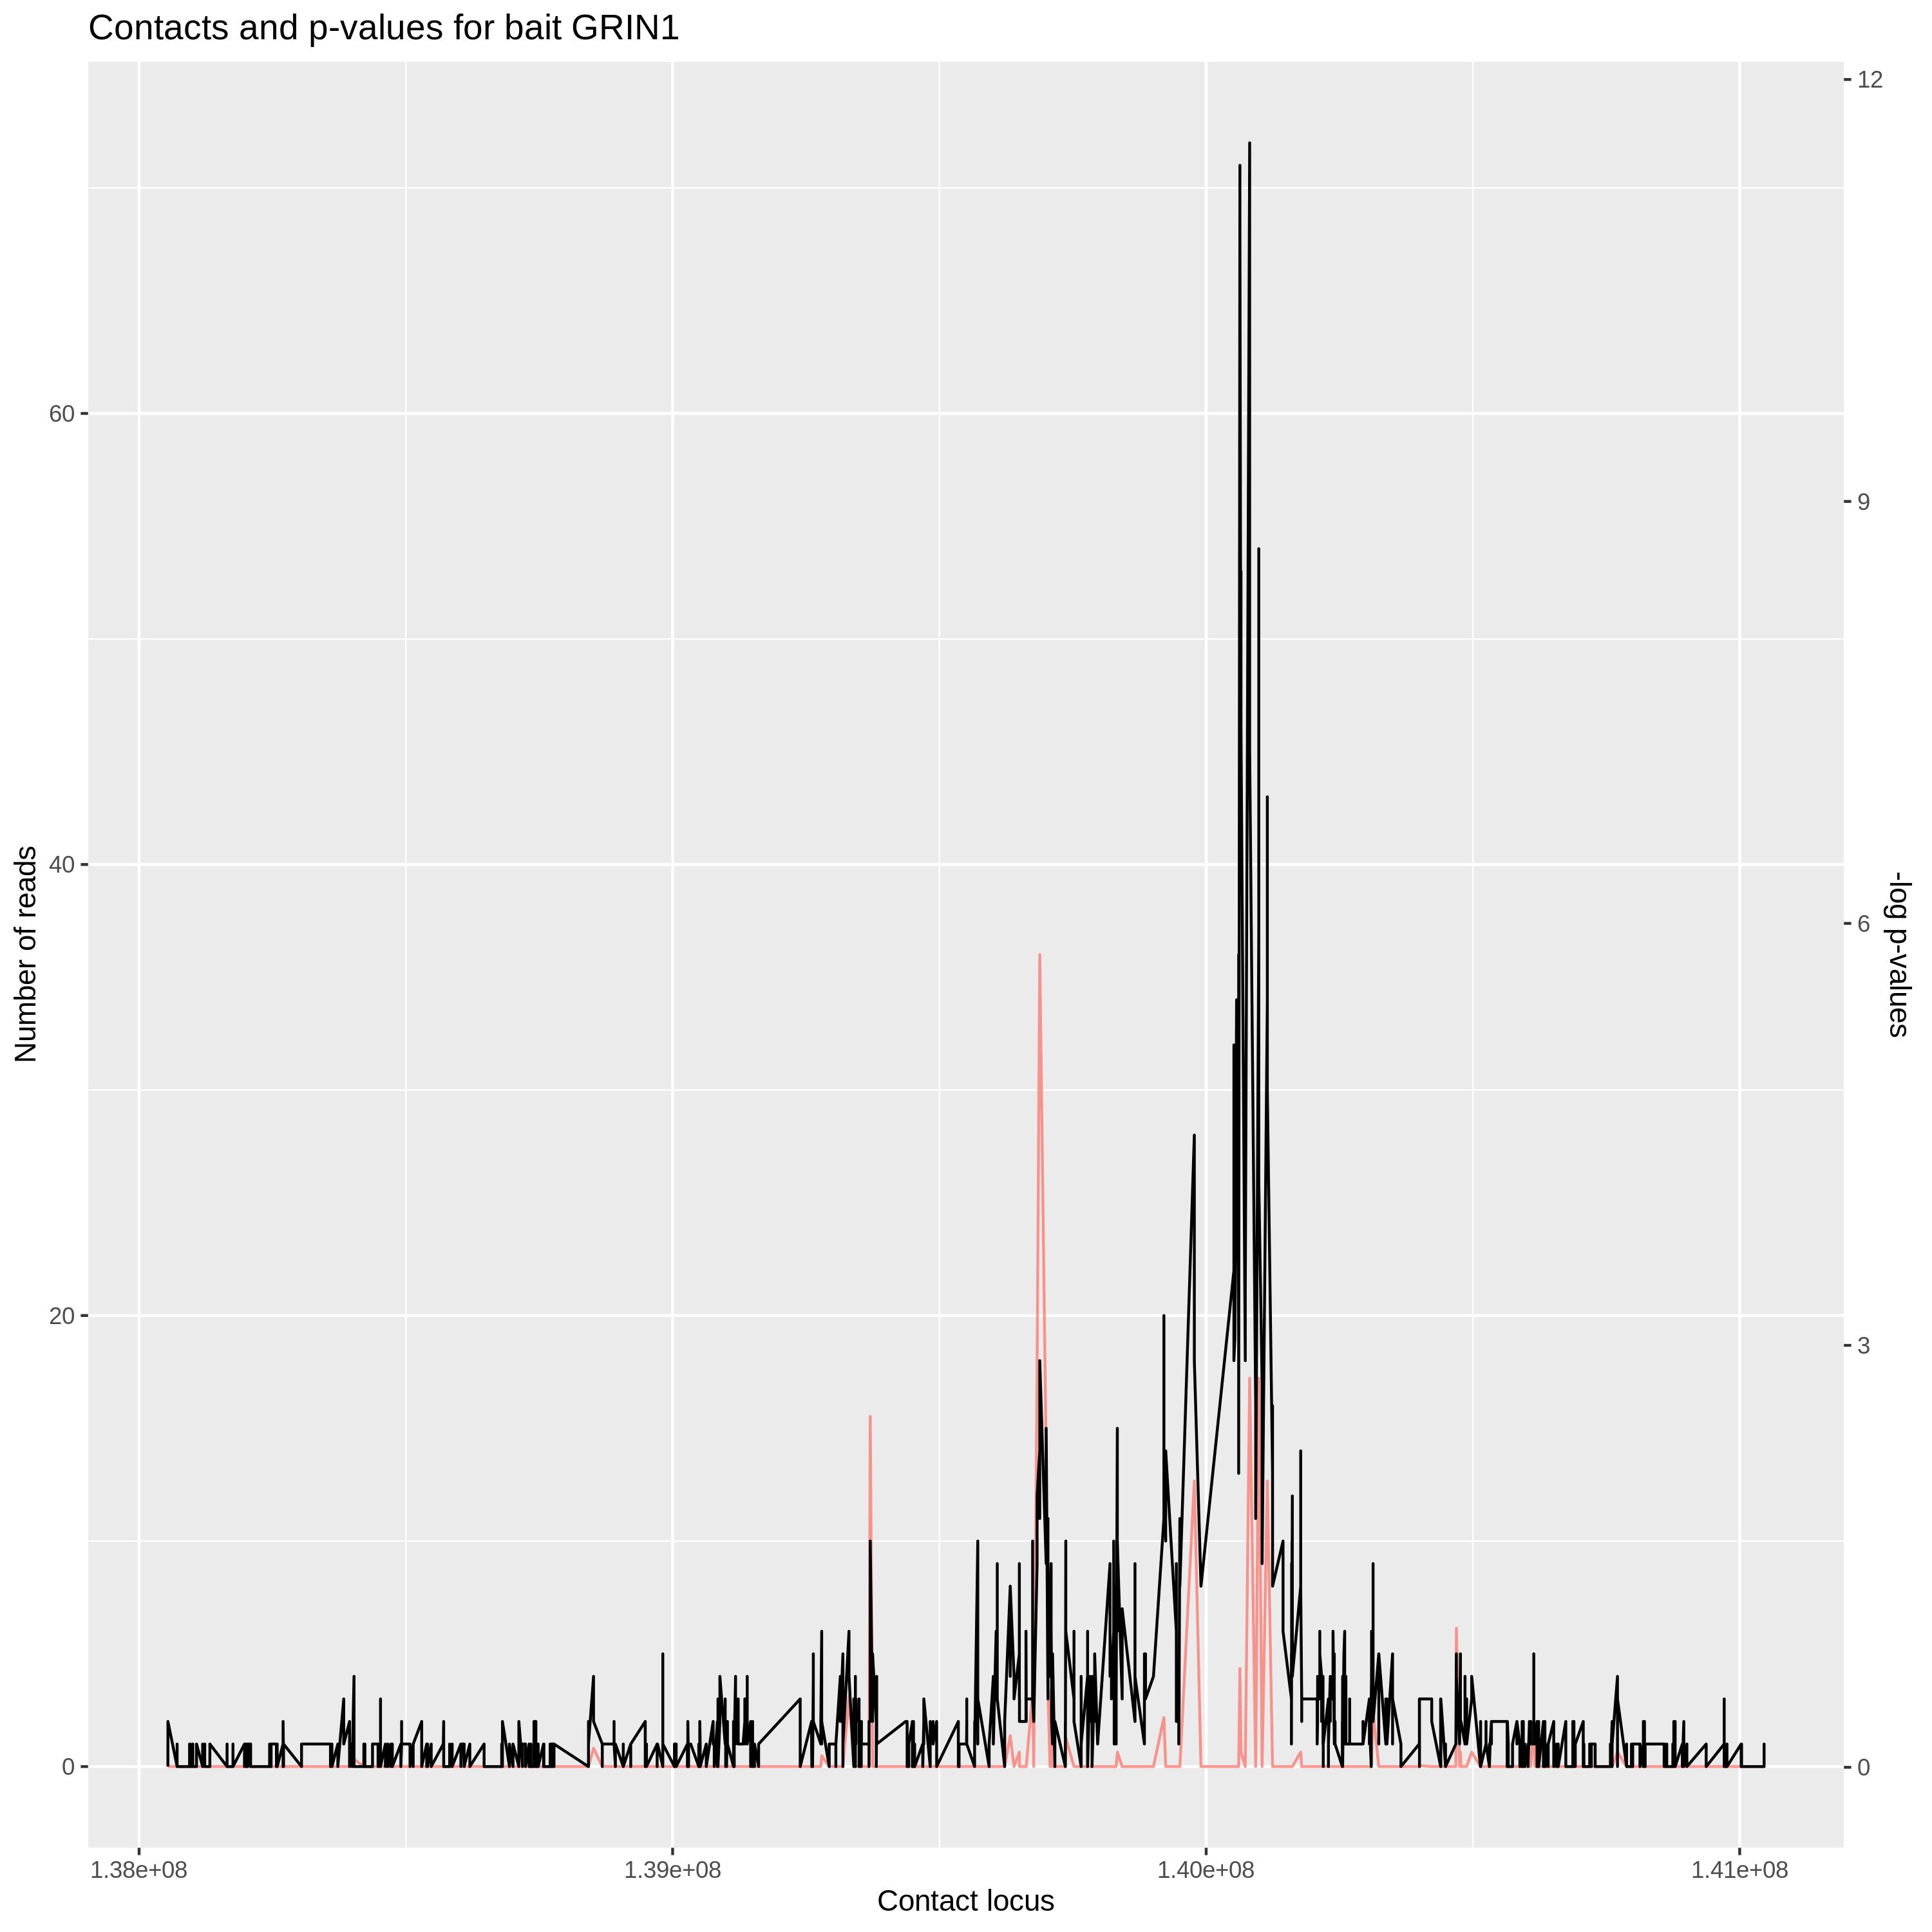 Contacts and p-values for bait GRIN1
12
9
6
3
0
60
40
20
0
Number of reads
-log p-values
1.38e+08
1.39e+08
1.40e+08
1.41e+08
Contact locus